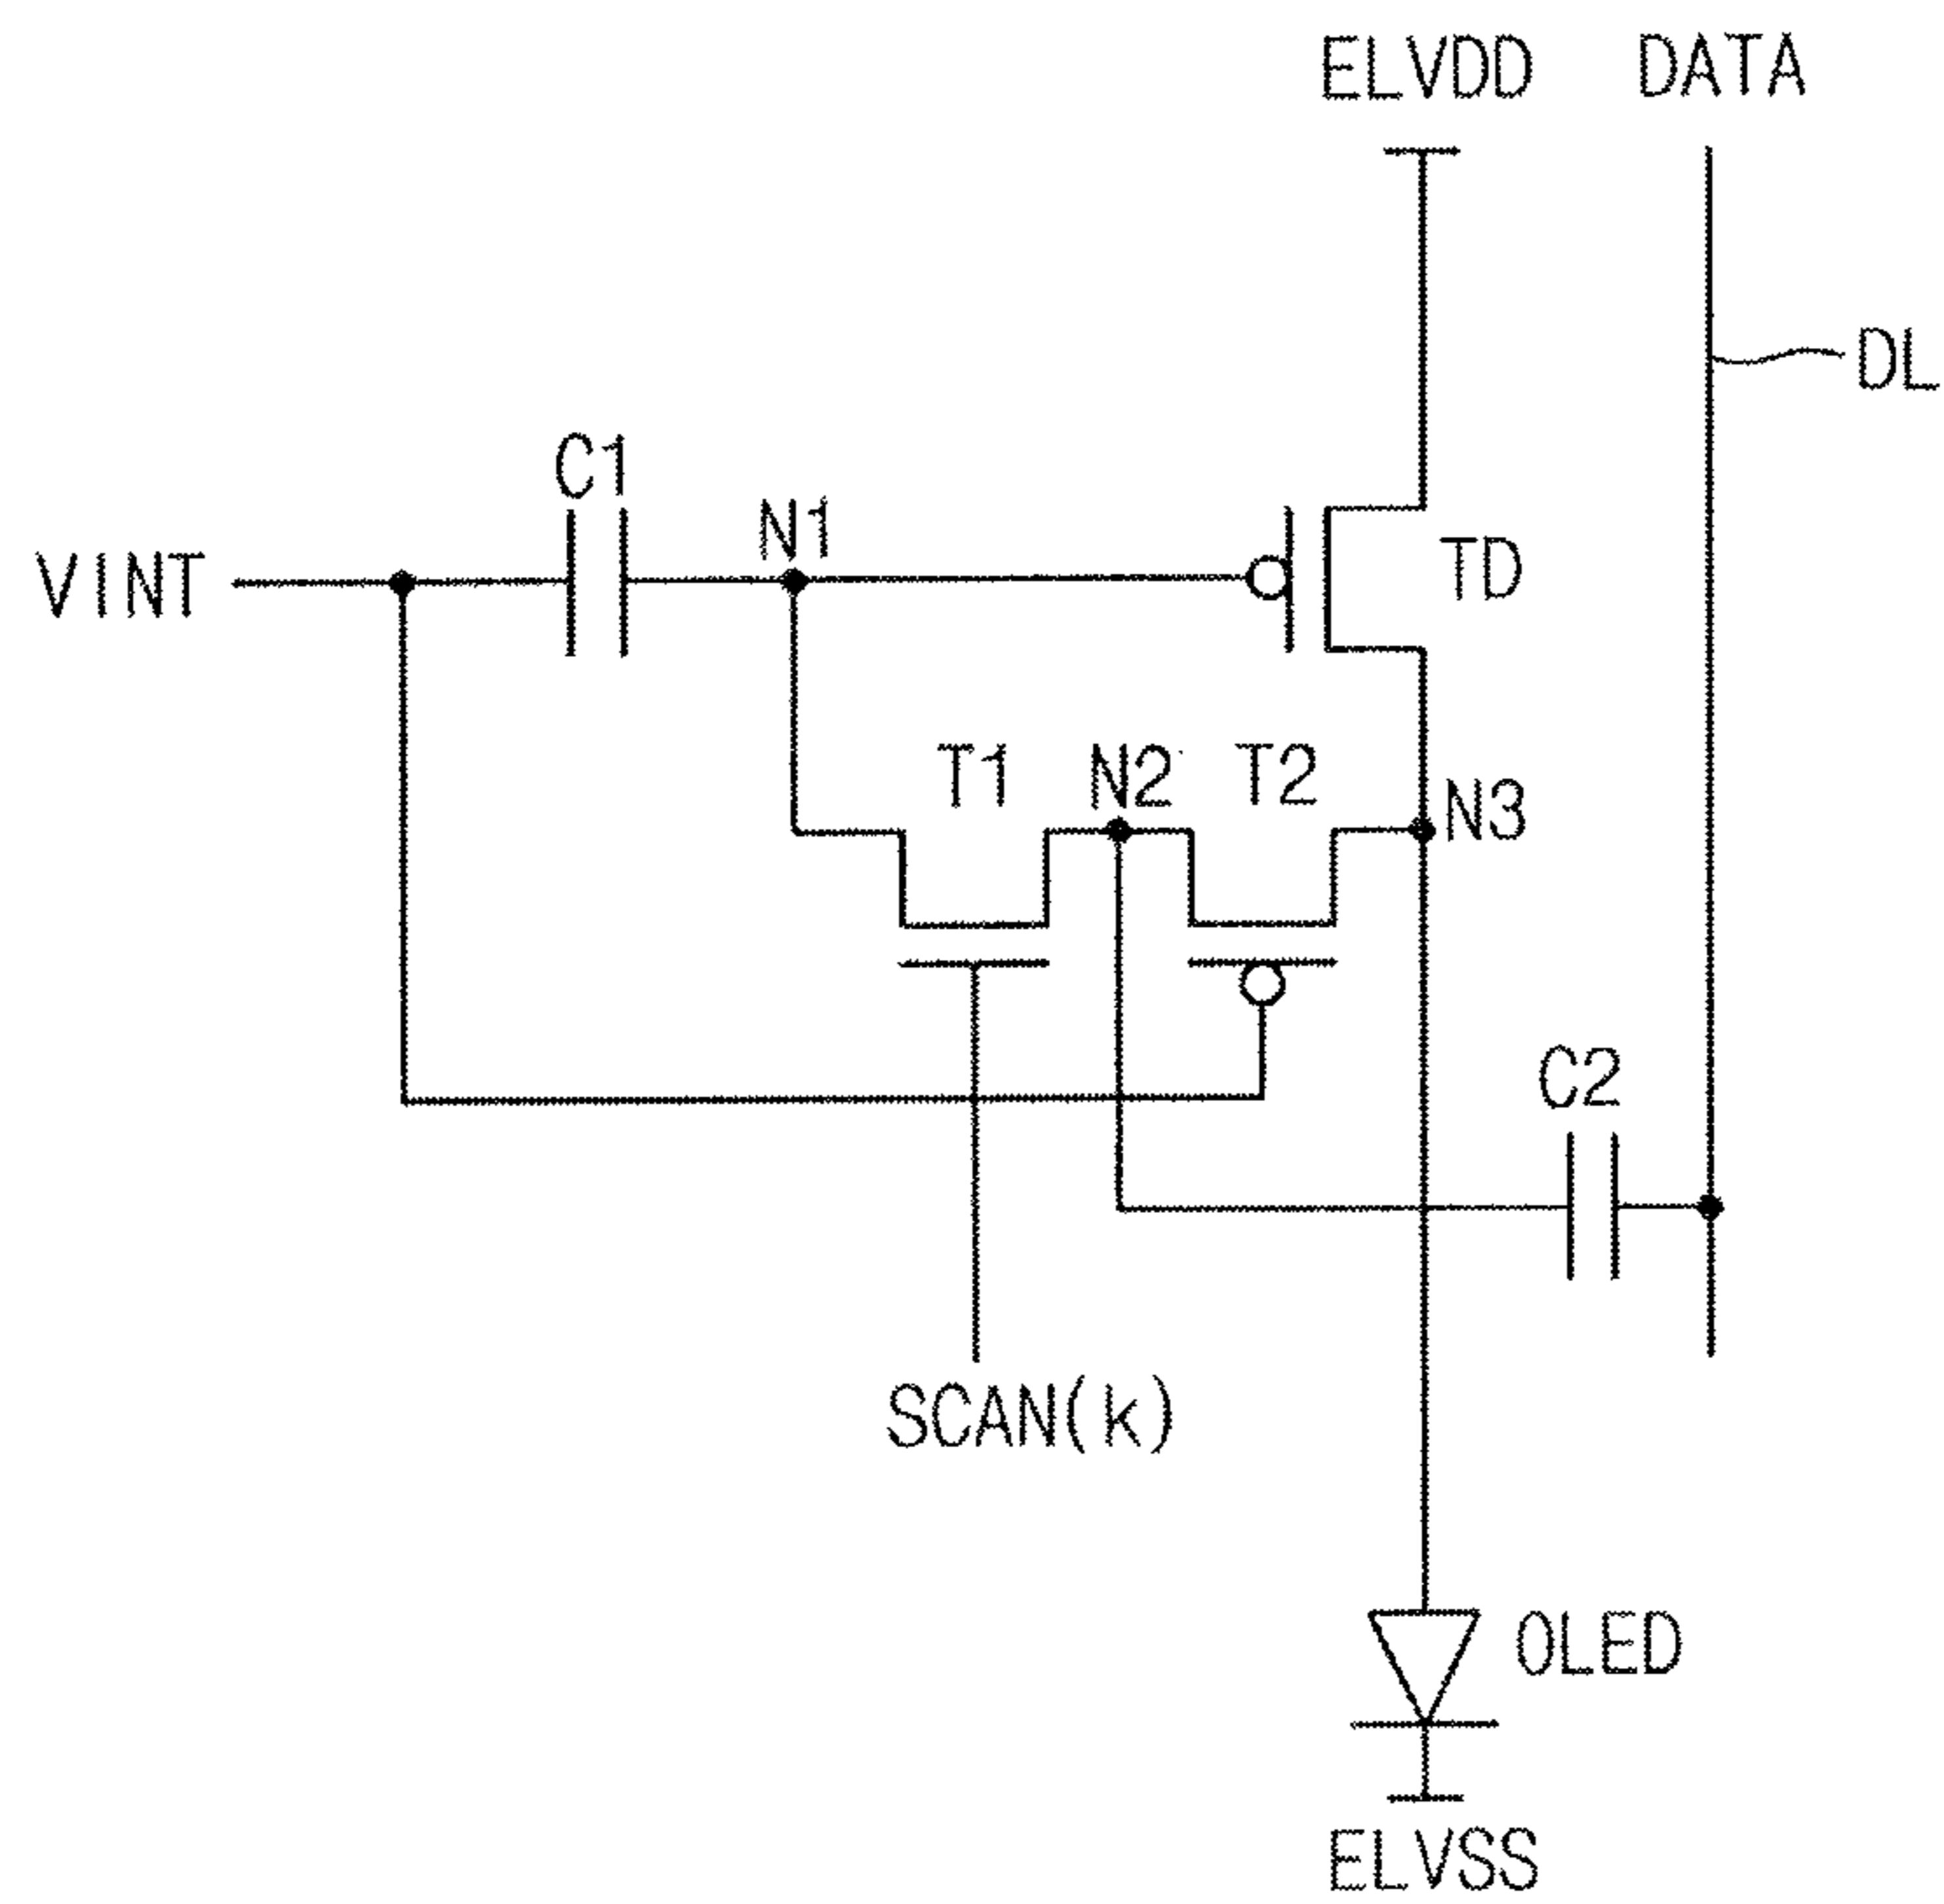 ELVDD
DATA
DL
C1
N1
VINT
TD
T1
N2
T2
N3
C2
SCAN(k)
OLED
ELVSS